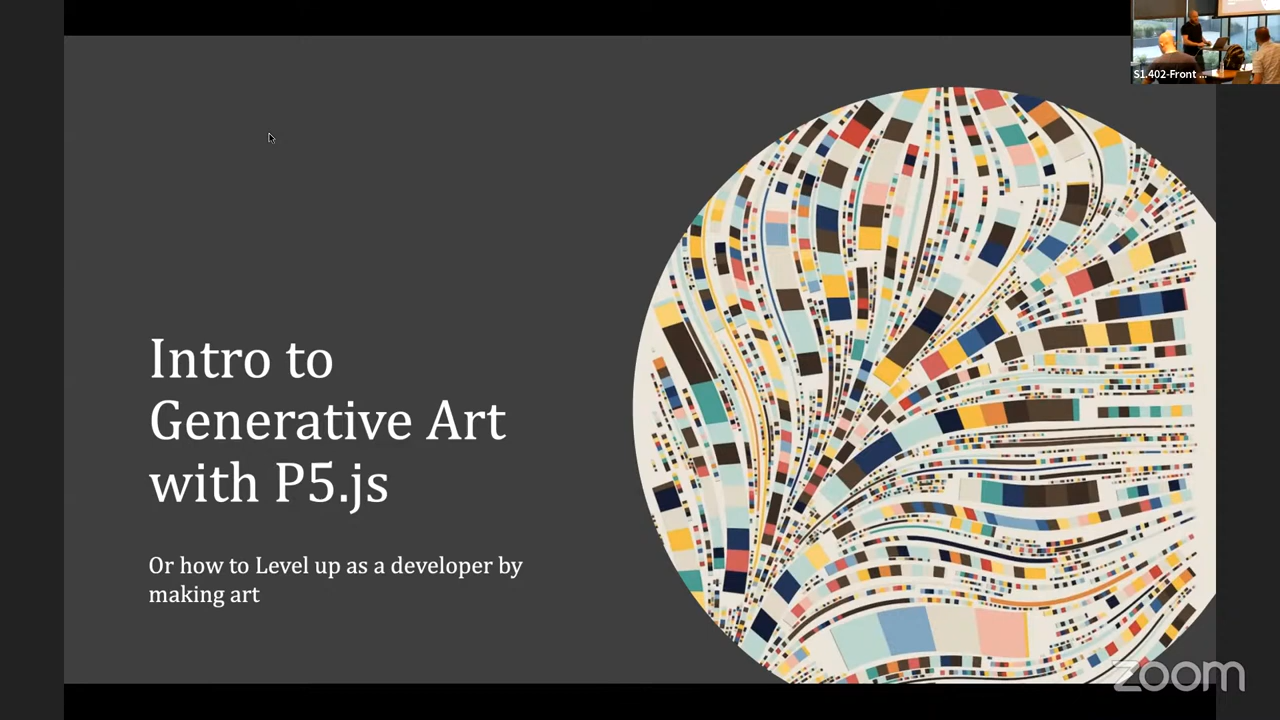 S1.402-Front ...
Intro to
Generative Art
with P5.js
Or how to Level up as a developer by
making art
zoom